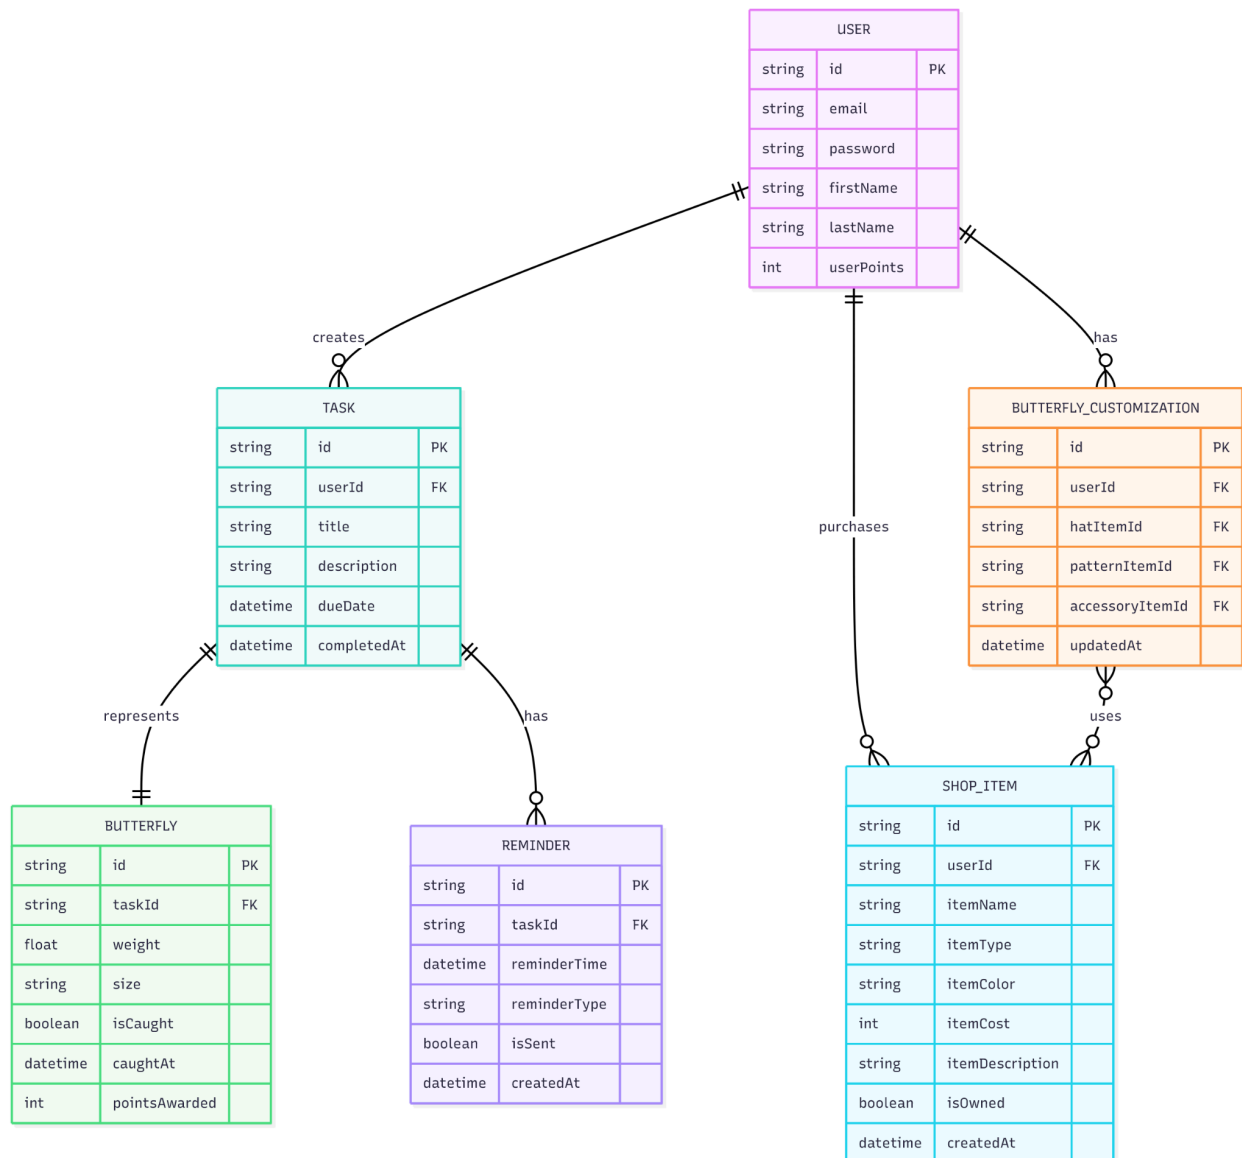 USER
string id PK
string email
string password
string firstName
string lastName
int userPoints
creates
has
TASK
string id PK
string userId FK
string title
string description
datetime dueDate
datetime completedAt
BUTTERFLY_CUSTOMIZATION
string id PK
string userId FK
string hatItemId FK
string patternItemId FK
string accessoryItemId FK
datetime updatedAt
purchases
represents
has
uses
BUTTERFLY
string id PK
string taskId FK
float weight
string size
boolean isCaught
datetime caughtAt
int pointsAwarded
REMINDER
string id PK
string taskId FK
datetime reminderTime
string reminderType
boolean isSent
datetime createdAt
SHOP_ITEM
string id PK
string userId FK
string itemName
string itemType
string itemColor
int itemCost
string itemDescription
boolean isOwned
datetime createdAt